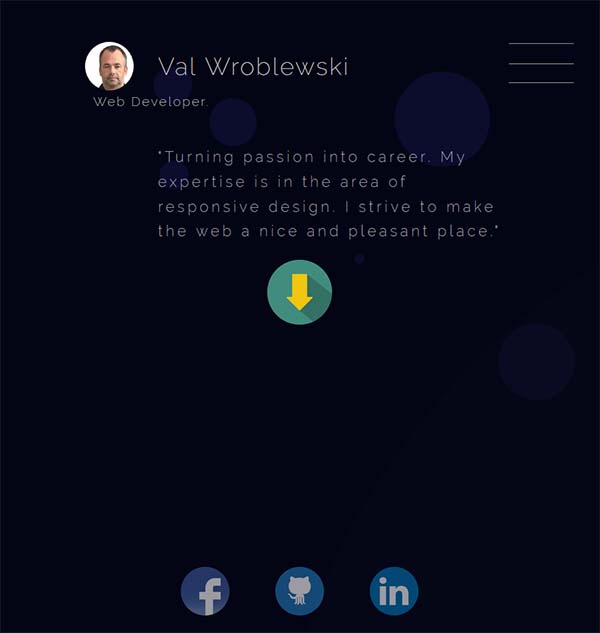 Val Wroblewski
Web Developer.
"Turning passion into career. My
expertise is in the area of
responsive design. I strive to make
the web a nice and pleasant place."
f
in